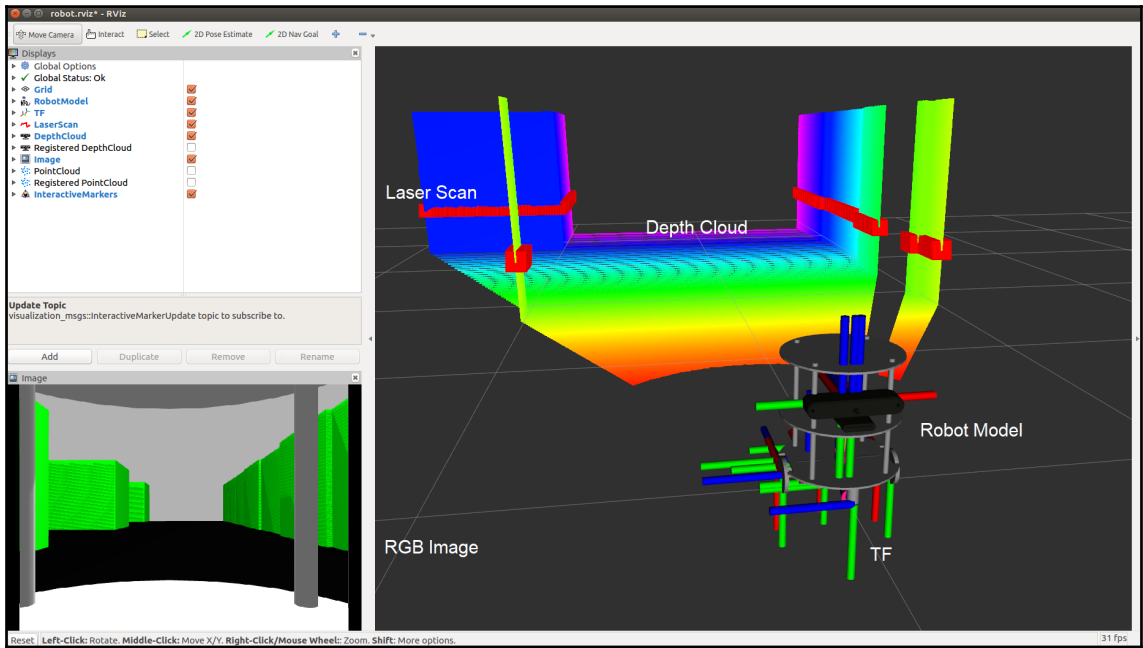 robot.rviz* - RViz
Move Camera Interact Select 2D Pose Estimate 2D Nav Goal
Displays
Global Options
Global Status: Ok
Grid
RobotModel
TF
LaserScan
DepthCloud
Registered DepthCloud
Image
PointCloud
Registered PointCloud
InteractiveMarkers
Update Topic
visualization_msgs::InteractiveMarkerUpdate topic to subscribe to.
Add Duplicate Remove Rename
Image
Laser Scan
Depth Cloud
Robot Model
RGB Image
TF
Reset Left-Click: Rotate. Middle-Click: Move X/Y. Right-Click/Mouse Wheel:: Zoom. Shift: More options.
31 fps